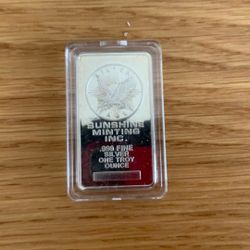 SUNSHINE
MINTING
INC.
.999 FINE
SILVER
ONE TROY
OUNCE